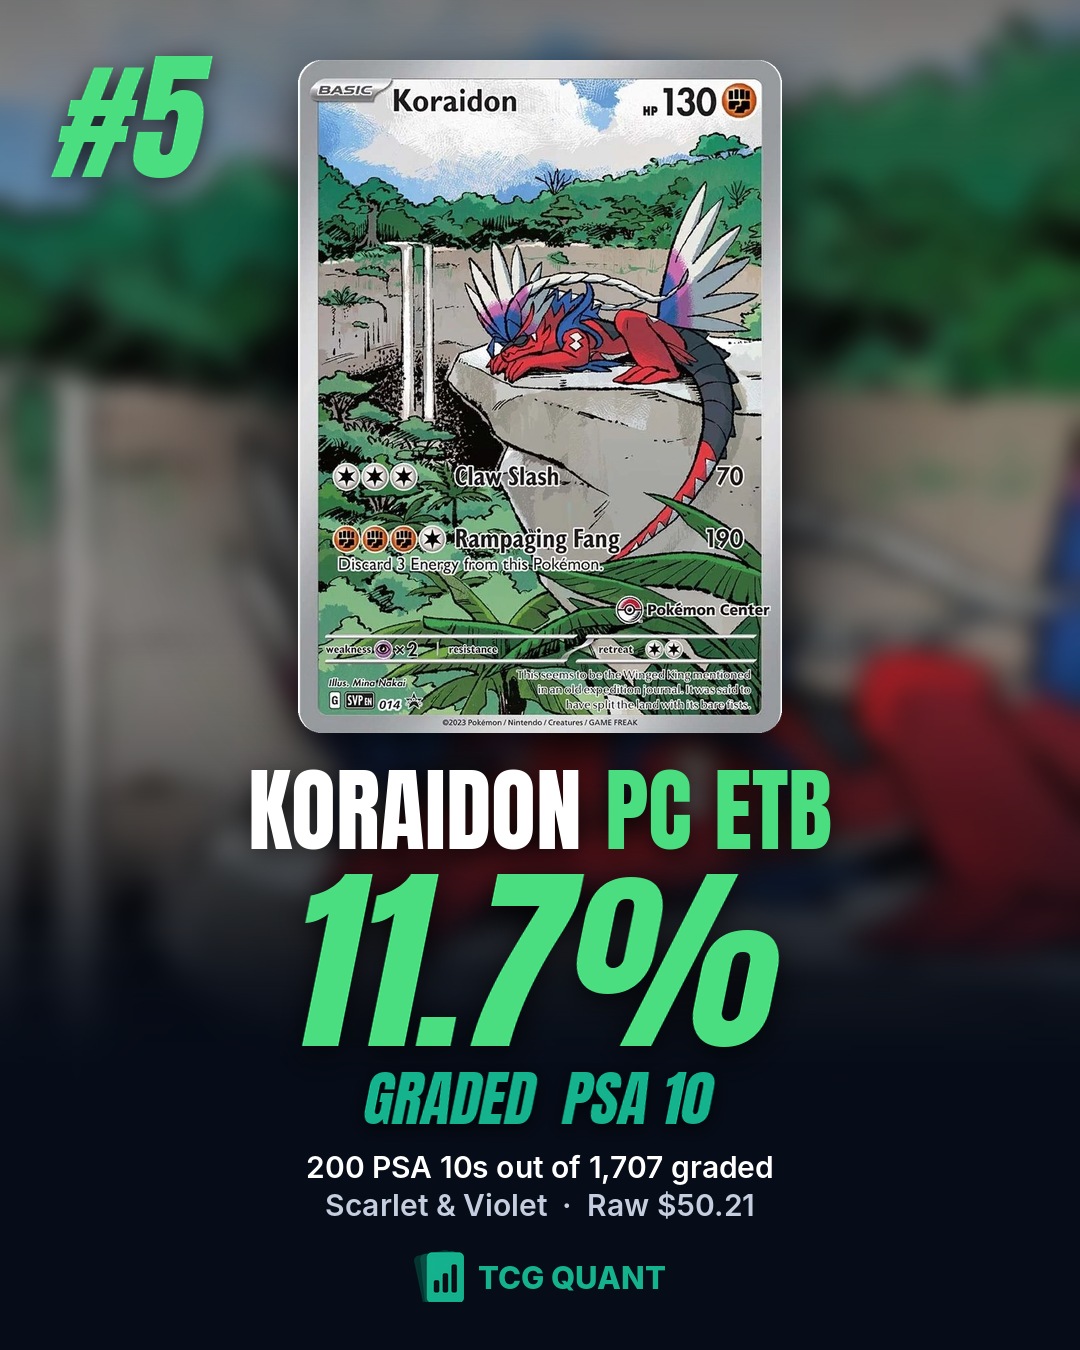 #5
BASIC Koraidon HP 130
Claw Slash 70
Rampaging Fang 190
Discard 3 Energy from this Pokémon.
Pokémon Center
weakness ×2 resistance retreat
This seems to be the Winged King mentioned
in an old expedition journal. It was said to
have split the land with its bare fists.
Illus. Mina Nakai
G SVP EN 014
©2023 Pokémon / Nintendo / Creatures / GAME FREAK
KORAIDON PC ETB
11.7%
GRADED PSA 10
200 PSA 10s out of 1,707 graded
Scarlet & Violet · Raw $50.21
TCG QUANT